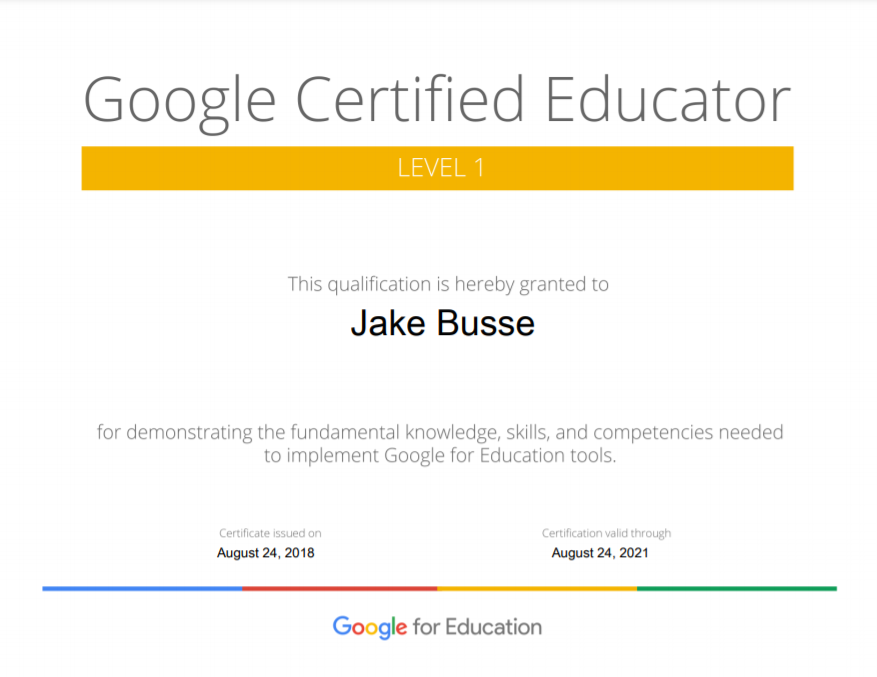 Google Certified Educator
LEVEL 1
This qualification is hereby granted to
Jake Busse
for demonstrating the fundamental knowledge, skills, and competencies needed
to implement Google for Education tools.
Certificate issued on
August 24, 2018
Certification valid through
August 24, 2021
Google for Education